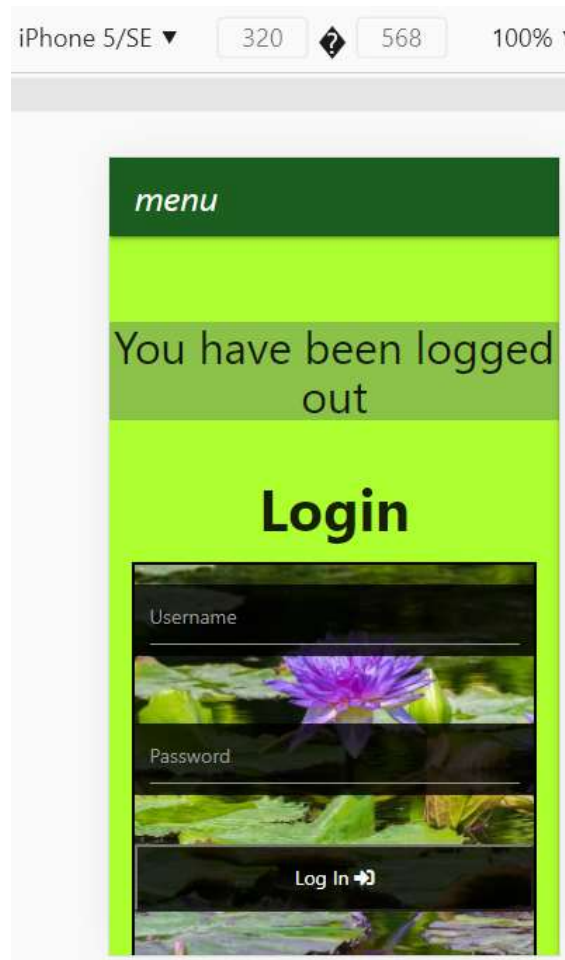 iPhone 5/SE ▼ 320 � 568 100%
menu
You have been logged
out
Login
Username
Password
Log In